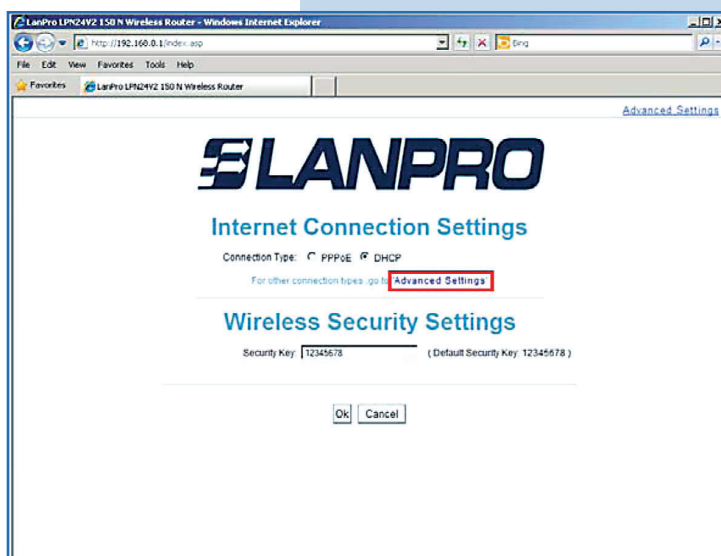 LanPro LPN24V2 150 N Wireless Router - Windows Internet Explorer
http://192.168.0.1/index.asp
Bing
File Edit View Favorites Tools Help
Favorites LanPro LPN24V2 150 N Wireless Router
Advanced Settings
LANPRO
Internet Connection Settings
Connection Type: PPPoE DHCP
For other connection types ,go to 'Advanced Settings'
Wireless Security Settings
Security Key: 12345678 ( Default Security Key: 12345678 )
Ok Cancel